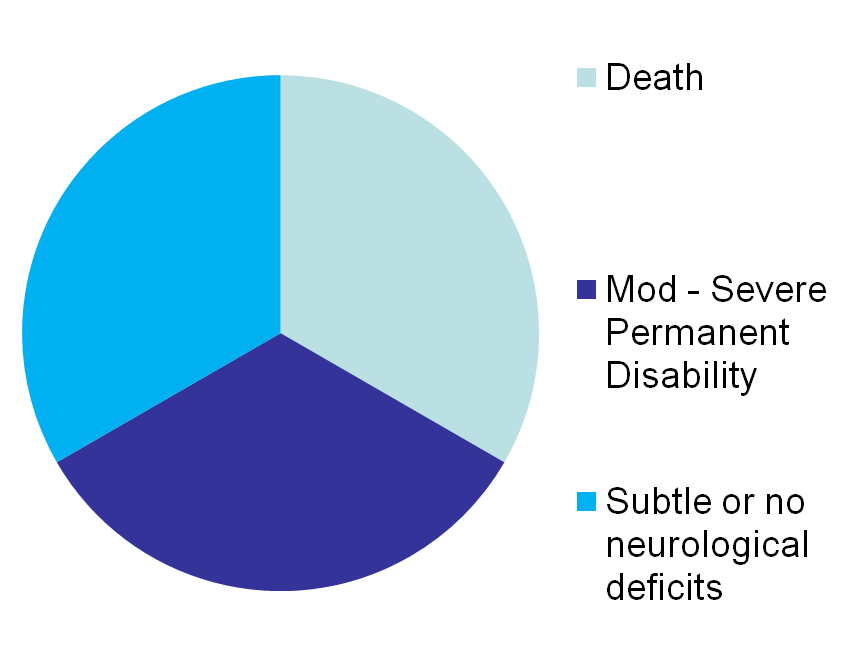 Death
Mod - Severe
Permanent
Disability
Subtle or no
neurological
deficits